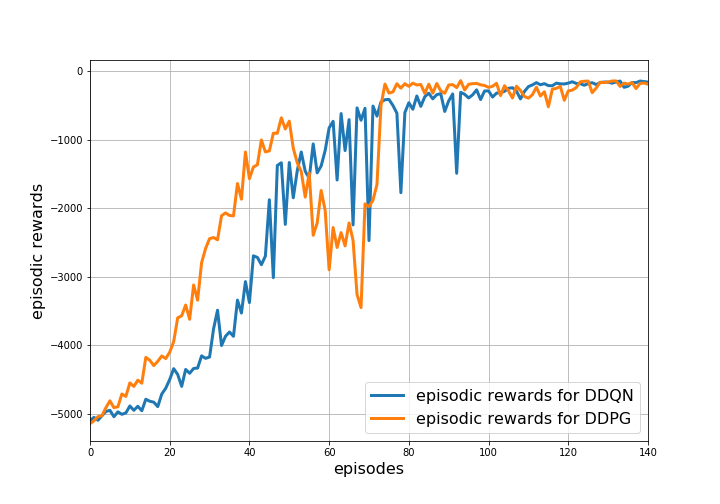 0
−1000
−2000
−3000
−4000
−5000
episodic rewards
episodic rewards for DDQN
episodic rewards for DDPG
0 20 40 60 80 100 120 140
episodes